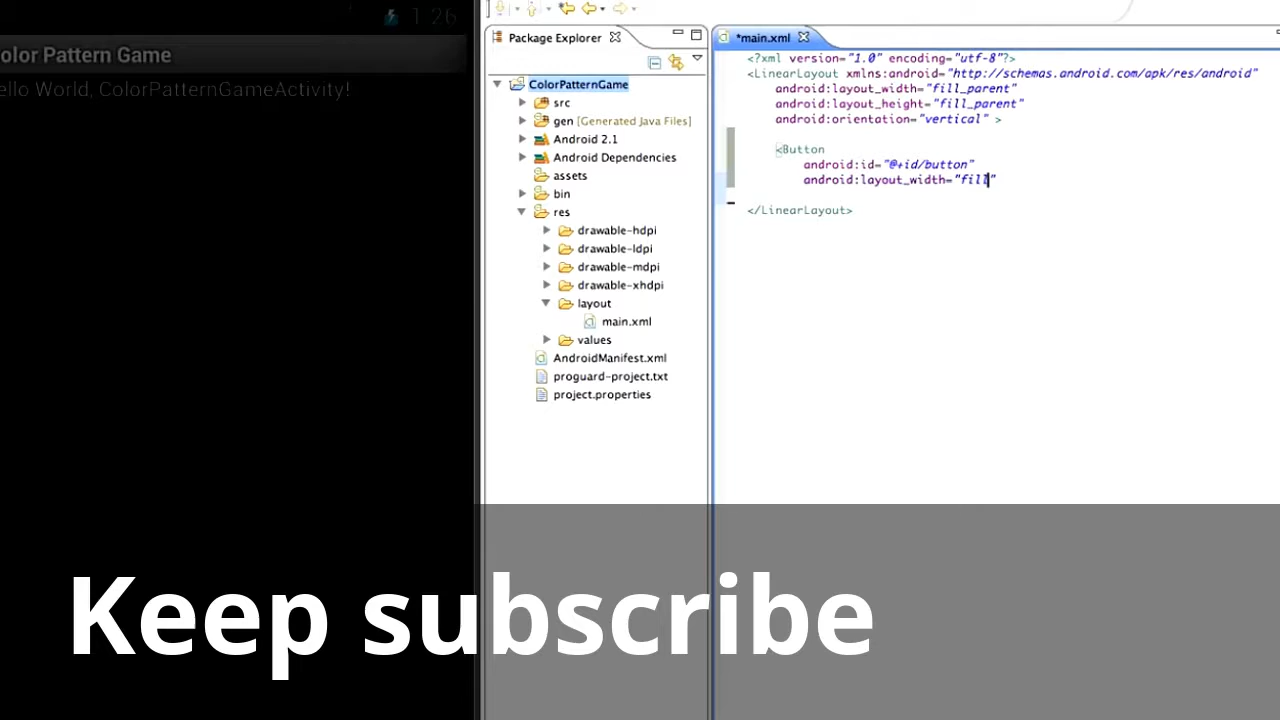 1:26
olor Pattern Game
ello World, ColorPatternGameActivity!
Package Explorer
ColorPatternGame
src
gen [Generated Java Files]
Android 2.1
Android Dependencies
assets
bin
res
drawable-hdpi
drawable-ldpi
drawable-mdpi
drawable-xhdpi
layout
main.xml
values
AndroidManifest.xml
proguard-project.txt
project.properties
*main.xml
<?xml version="1.0" encoding="utf-8"?>
<LinearLayout xmlns:android="http://schemas.android.com/apk/res/android"
android:layout_width="fill_parent"
android:layout_height="fill_parent"
android:orientation="vertical" >
<Button
android:id="@+id/button"
android:layout_width="fill"
</LinearLayout>
Keep subscribe